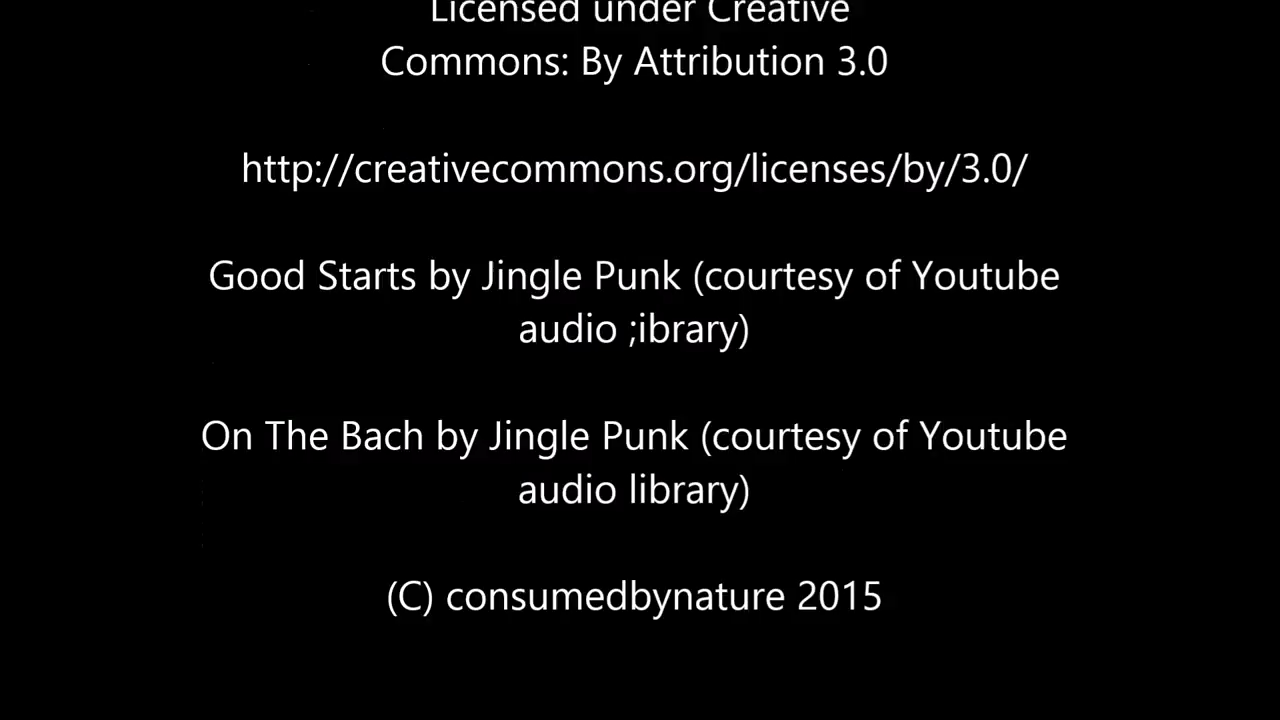 Licensed under Creative
Commons: By Attribution 3.0
http://creativecommons.org/licenses/by/3.0/
Good Starts by Jingle Punk (courtesy of Youtube
audio ;ibrary)
On The Bach by Jingle Punk (courtesy of Youtube
audio library)
(C) consumedbynature 2015